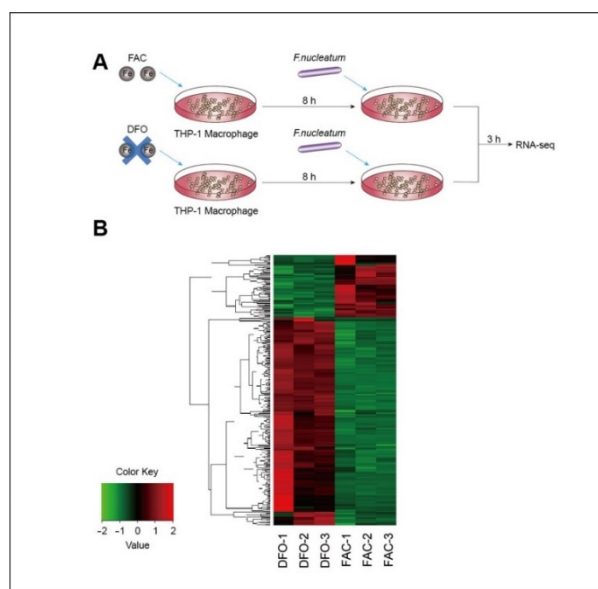 A
FAC
Fe Fe
F.nucleatum
8 h
THP-1 Macrophage
DFO
Fe Fe
F.nucleatum
3 h
RNA-seq
8 h
THP-1 Macrophage
B
Color Key
−2 −1 0 1 2
Value
DFO-1
DFO-2
DFO-3
FAC-1
FAC-2
FAC-3